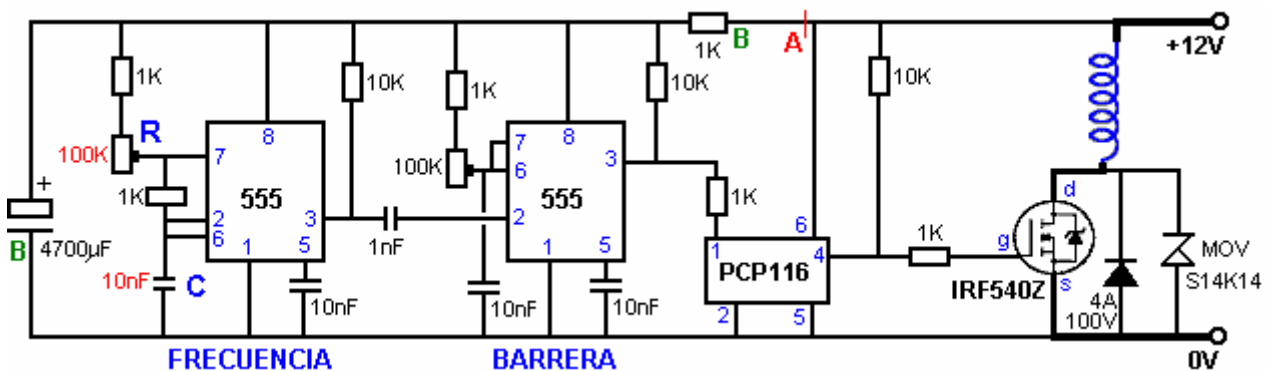 1K
B
A
+12V
1K
10K
1K
10K
10K
R
100K
7
8
100K
7
6
8
3
+
1K
555
555
1K
6
d
2
6
3
2
1
4
1K
g
MOV
B
4700µF
1
5
1nF
1
5
PCP116
S14K14
10nF
C
s
IRF540Z
10nF
10nF
10nF
2
5
4A
100V
FRECUENCIA
BARRERA
0V